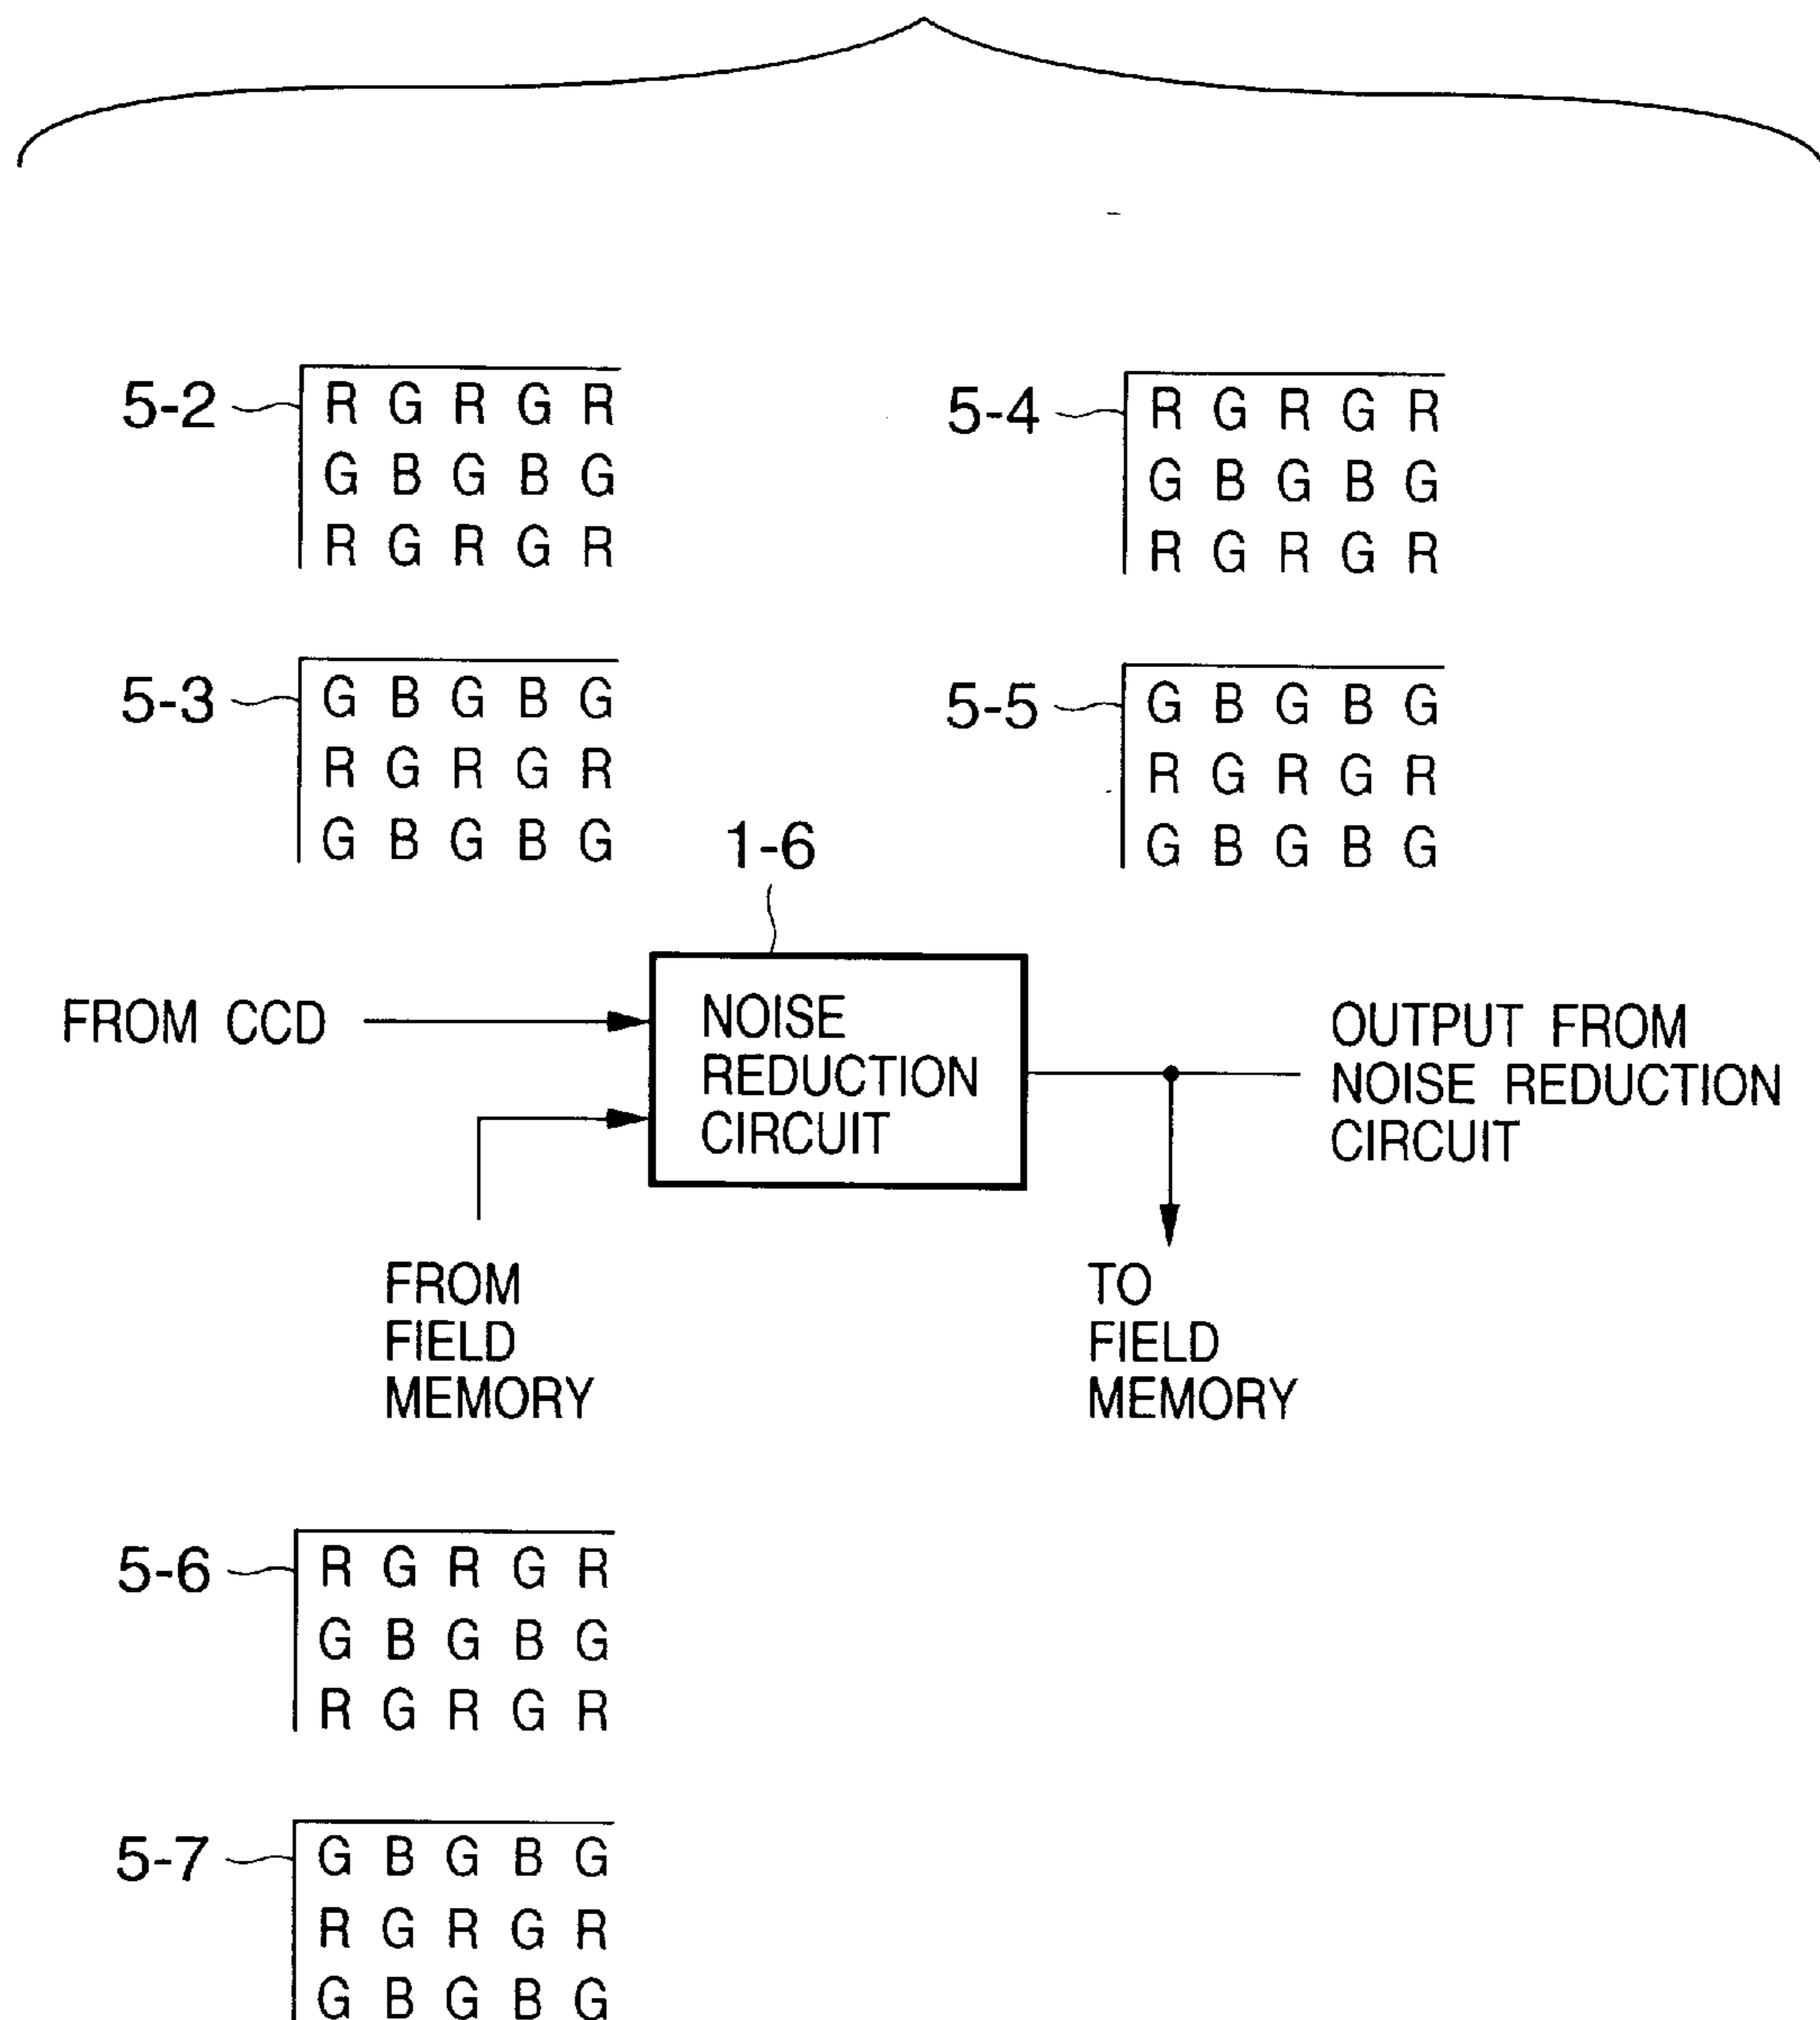 5-2 R G R G R
G B G B G
R G R G R
5-4 R G R G R
G B G B G
R G R G R
5-3 G B G B G
R G R G R
G B G B G
5-5 G B G B G
R G R G R
G B G B G
1-6
FROM CCD
NOISE
REDUCTION
CIRCUIT
OUTPUT FROM
NOISE REDUCTION
CIRCUIT
FROM
FIELD
MEMORY
TO
FIELD
MEMORY
5-6 R G R G R
G B G B G
R G R G R
5-7 G B G B G
R G R G R
G B G B G